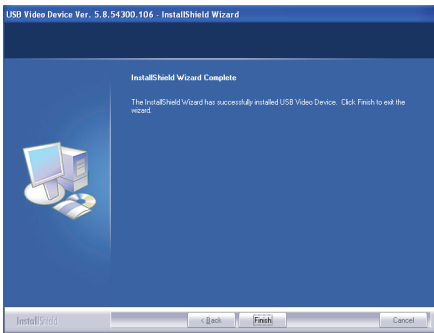 USB Video Device Ver. 5.8.54300.106 - InstallShield Wizard
InstallShield Wizard Complete
The InstallShield Wizard has successfully installed USB Video Device. Click Finish to exit the
wizard.
InstallShield
< Back
Finish
Cancel